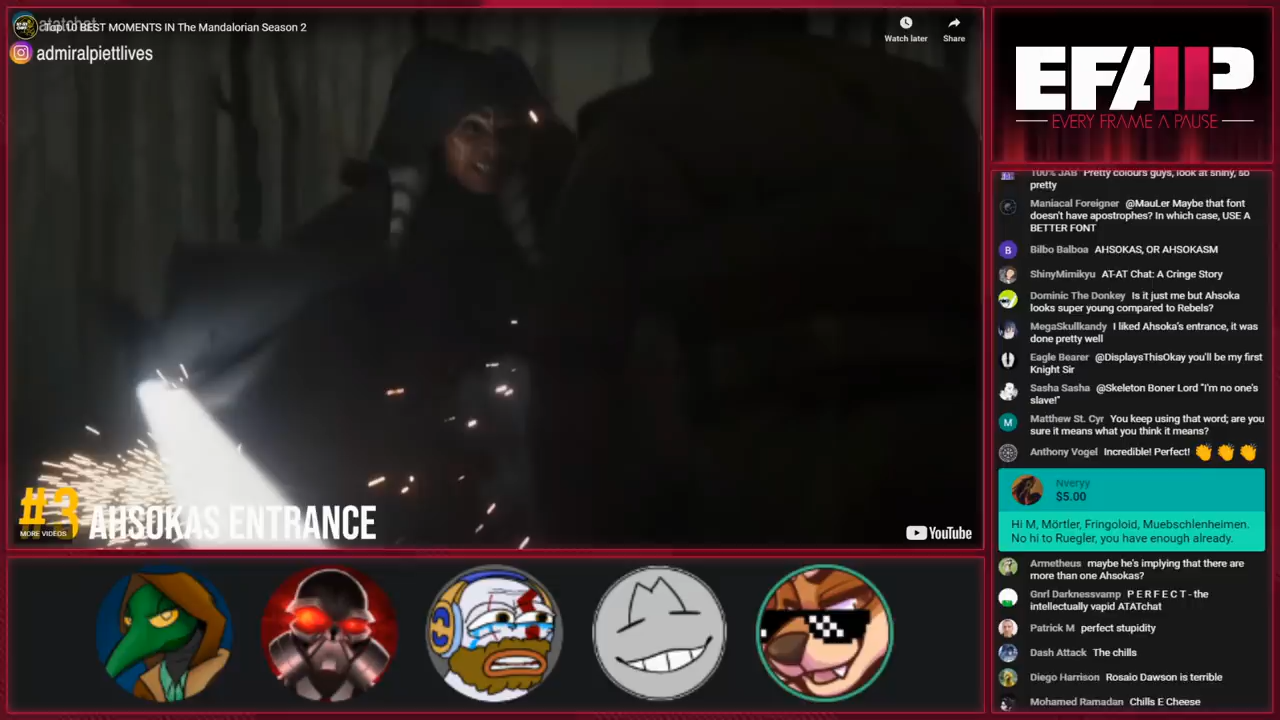 Top 10 BEST MOMENTS IN The Mandalorian Season 2
admiralpiettlives
Watch later
Share
#3 AHSOKAS ENTRANCE
MORE VIDEOS
YouTube
EFAP
EVERY FRAME A PAUSE
100% JAB Pretty colours guys, look at shiny, so
pretty
Maniacal Foreigner @MauLer Maybe that font
doesn't have apostrophes? In which case, USE A
BETTER FONT
B
Bilbo Balboa AHSOKAS, OR AHSOKASM
ShinyMimikyu AT-AT Chat: A Cringe Story
Dominic The Donkey Is it just me but Ahsoka
looks super young compared to Rebels?
MegaSkullkandy I liked Ahsoka's entrance, it was
done pretty well
Eagle Bearer @DisplaysThisOkay you'll be my first
Knight Sir
Sasha Sasha @Skeleton Boner Lord "I'm no one's
slave!"
M
Matthew St. Cyr You keep using that word; are you
sure it means what you think it means?
Anthony Vogel Incredible! Perfect! 👏 👏 👏
Nveryy
$5.00
Hi M, Mörtler, Fringoloid, Muebschlenheimen.
No hi to Ruegler, you have enough already.
Armetheus maybe he's implying that there are
more than one Ahsokas?
Gnrl Darknessvamp P E R F E C T - the
intellectually vapid ATATchat
Patrick M perfect stupidity
Dash Attack The chills
Diego Harrison Rosaio Dawson is terrible
Mohamed Ramadan Chills E Cheese